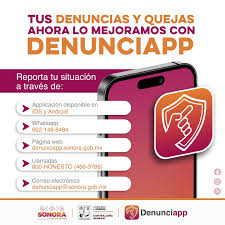 TUS DENUNCIAS Y QUEJAS
AHORA LO MEJORAMOS CON
DENUNCIAPP
Reporta tu situación
a través de:
Aplicación disponible en
iOS y Android
Whatsapp
662-148-8484
Página web
denunciapp.sonora.gob.mx
Llamadas
800-HONESTO (466-3786)
Correo electrónico
denunciapp@sonora.gob.mx
SONORA
Denunciapp